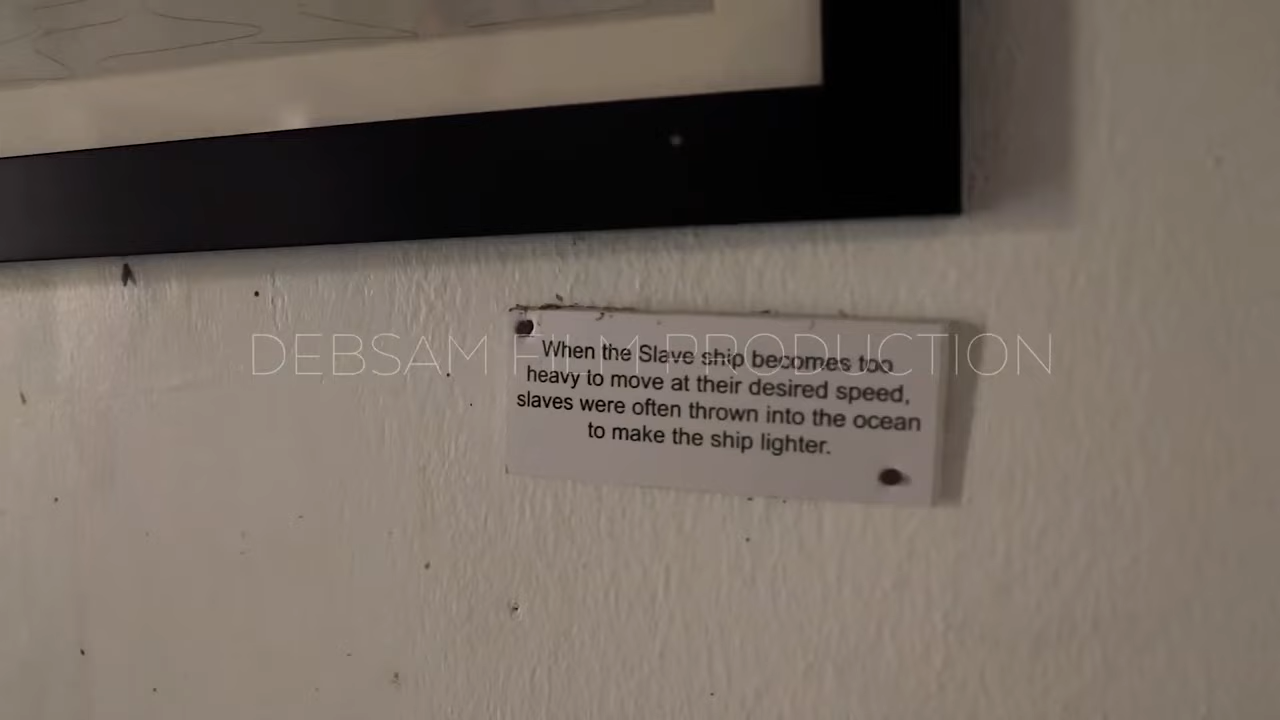 DEBSAM FILM PRODUCTION
When the Slave ship becomes too
heavy to move at their desired speed,
slaves were often thrown into the ocean
to make the ship lighter.